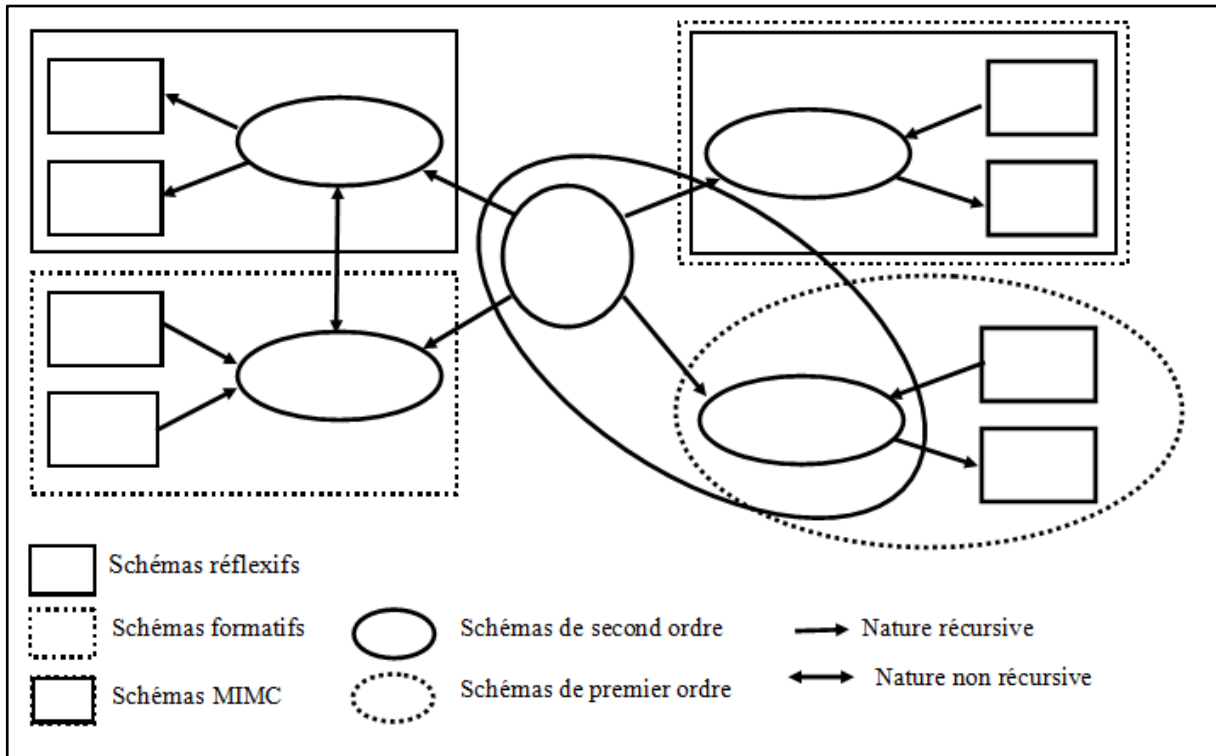 Schémas réflexifs
Schémas formatifs
Schémas de second ordre
Nature récursive
Schémas MIMC
Schémas de premier ordre
Nature non récursive